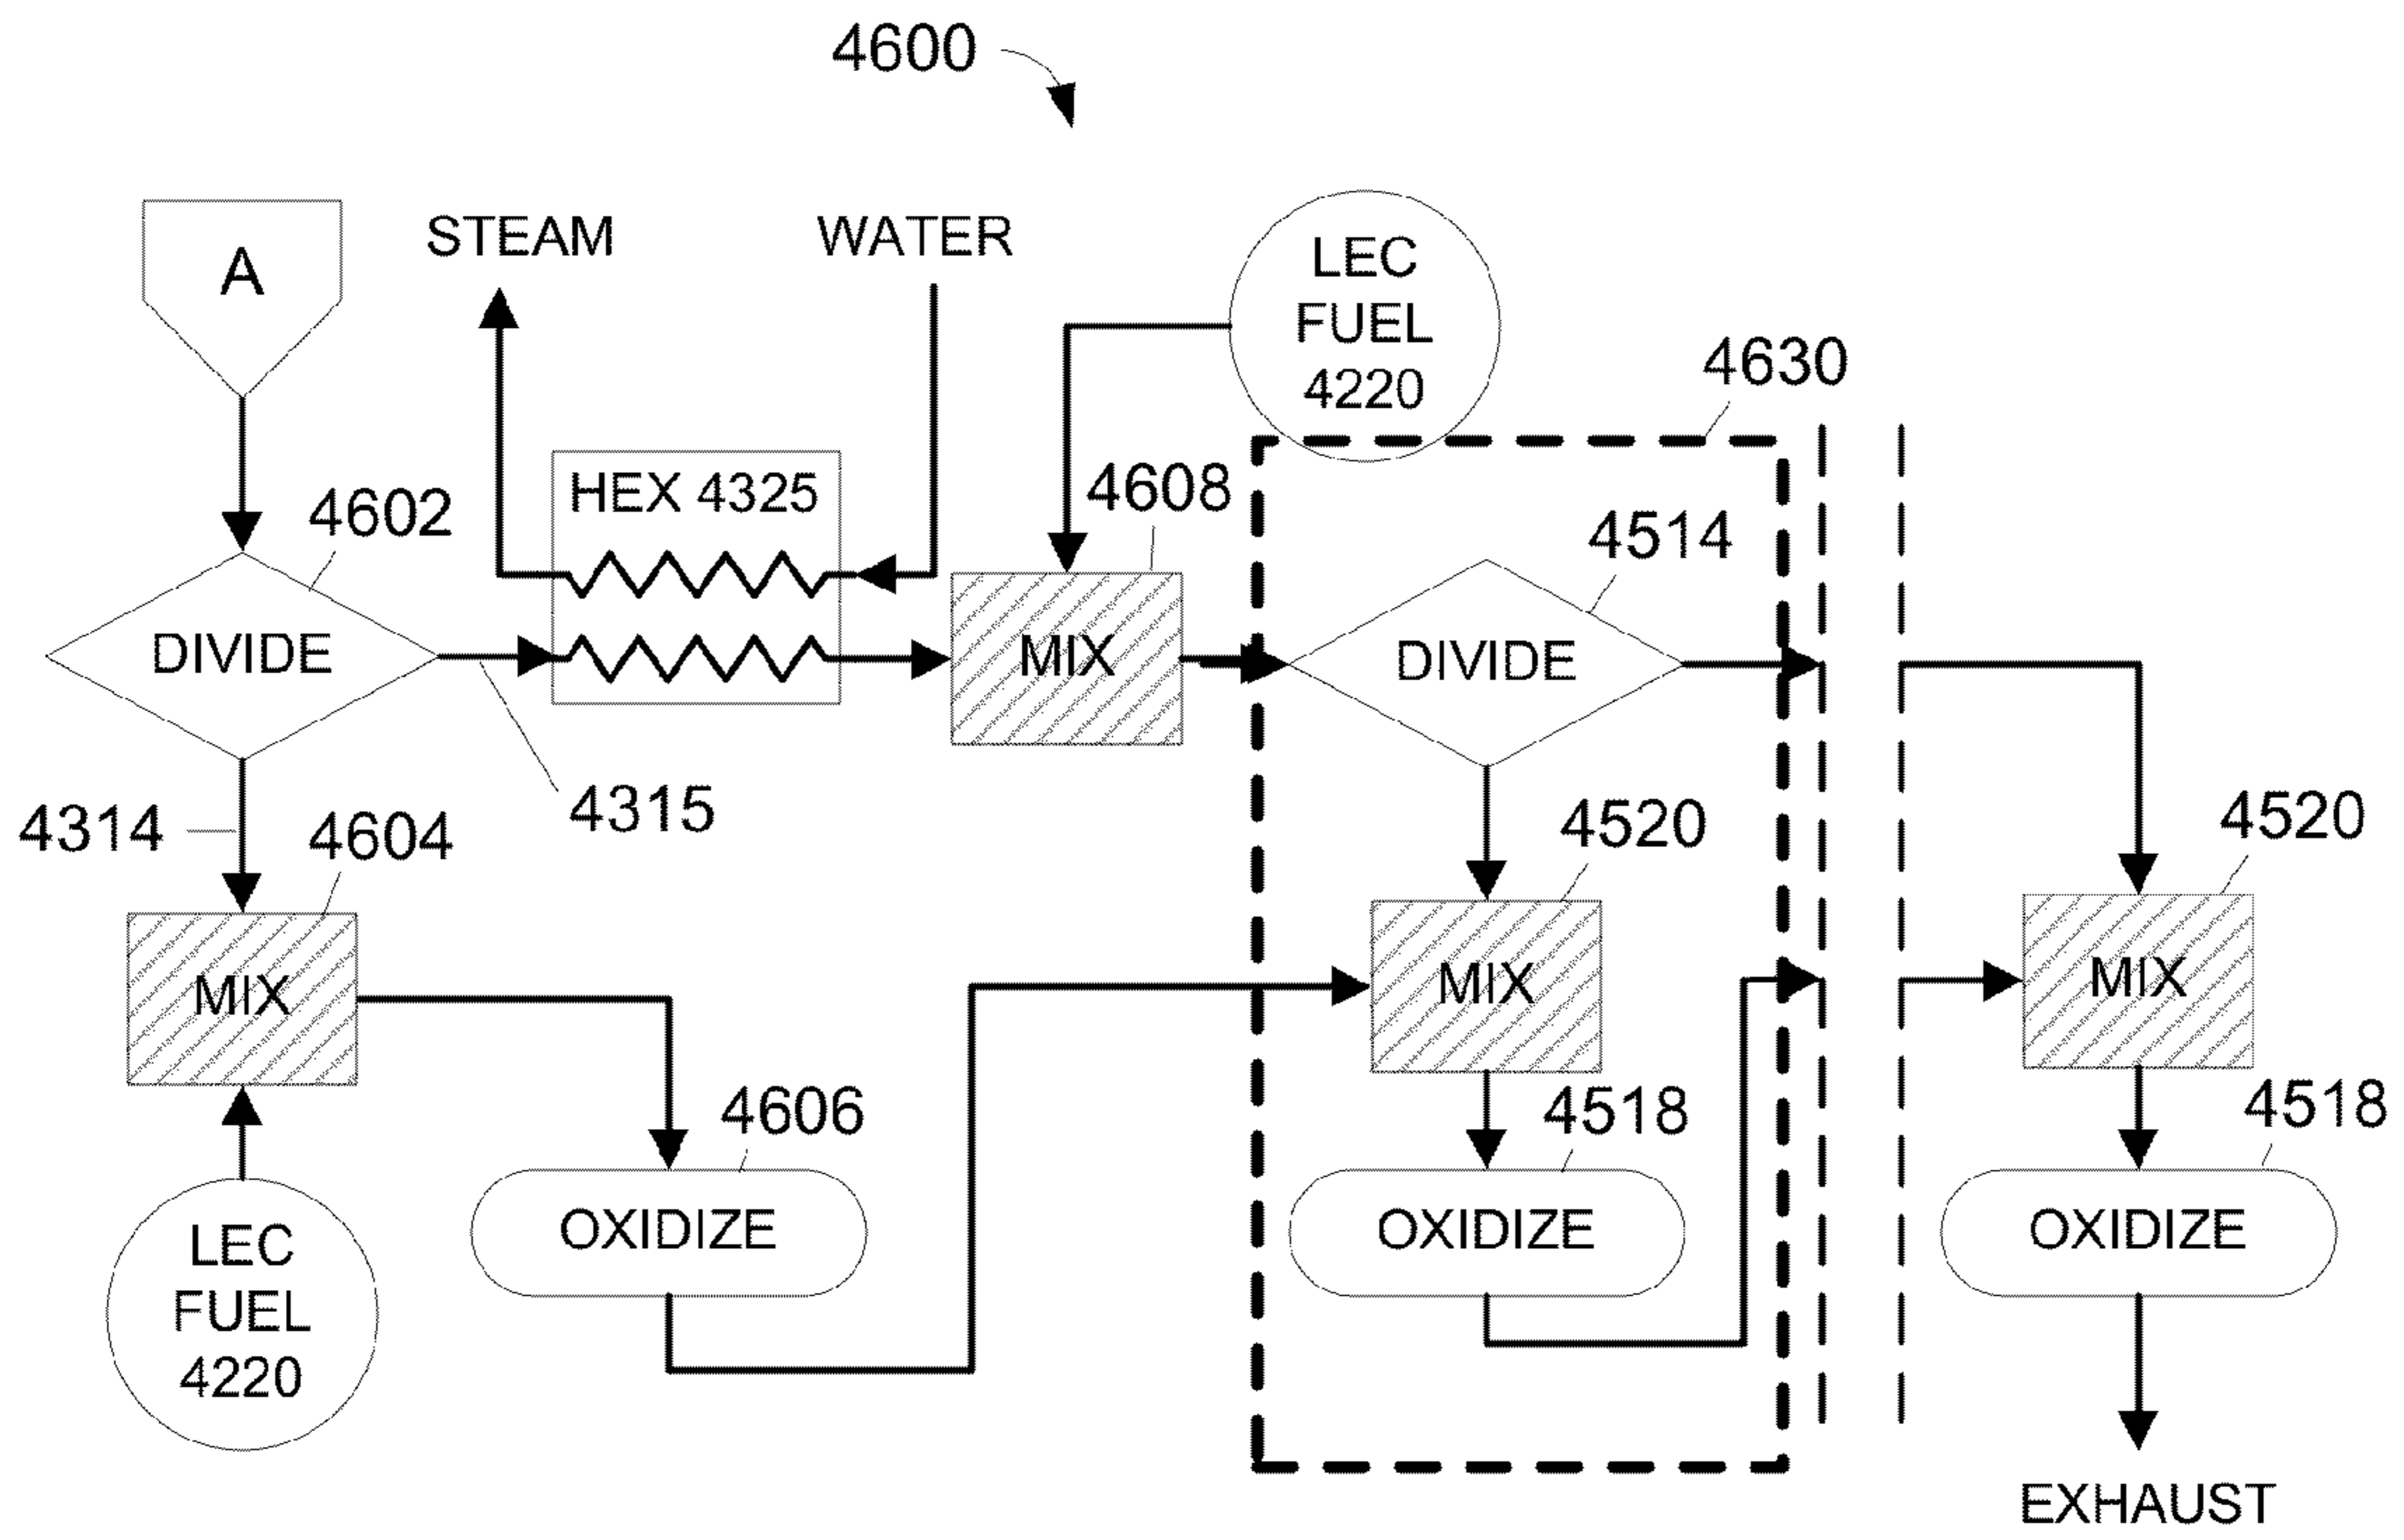 4600
A
STEAM
WATER
LEC
FUEL
4220
4630
HEX 4325
4602
4608
4514
DIVIDE
MIX
DIVIDE
4315
4314
4604
4520
4520
MIX
MIX
MIX
4606
4518
4518
LEC
FUEL
4220
OXIDIZE
OXIDIZE
OXIDIZE
EXHAUST